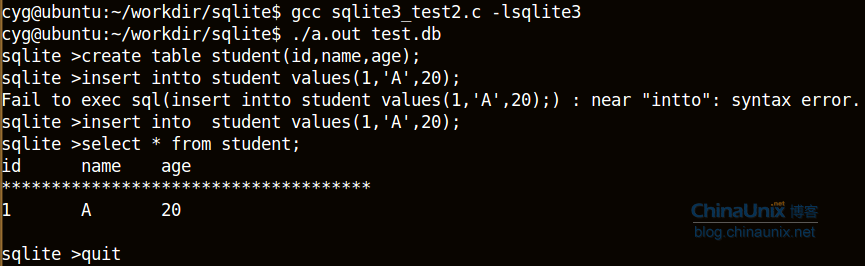 cyg@ubuntu:~/workdir/sqlite$ gcc sqlite3_test2.c -lsqlite3
cyg@ubuntu:~/workdir/sqlite$ ./a.out test.db
sqlite >create table student(id,name,age);
sqlite >insert intto student values(1,'A',20);
Fail to exec sql(insert intto student values(1,'A',20);) : near "intto": syntax error.
sqlite >insert into  student values(1,'A',20);
sqlite >select * from student;
id      name    age
*************************************
1       A       20
sqlite >quit
ChinaUnix.net 博客
blog.chinaunix.net